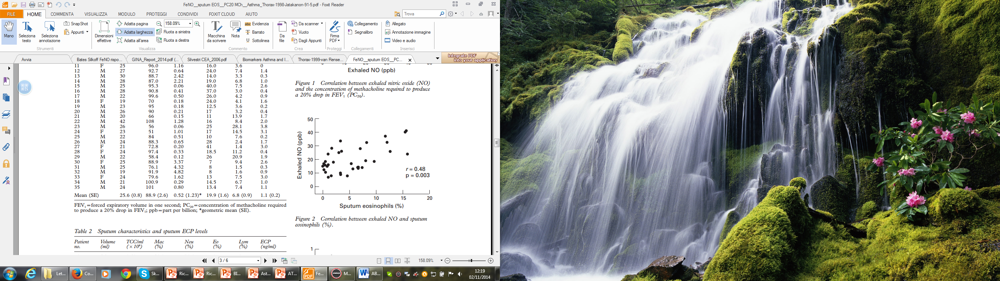 FeNO__sputum EOS__PC20 MCh__Asthma_Thorax-1998-Jatakanon-91-5.pdf - Foxit Reader
FILE HOME COMMENTA VISUALIZZA MODULO PROTEGGI CONDIVIDI FOXIT CLOUD AIUTO
Trova
Mano
Seleziona testo
Seleziona annotazione
SnapShot
Appunti
Strumenti
Dimensioni effettive
Adatta pagina
Adatta larghezza
Adatta all'area
158.09%
Ruota a sinistra
Ruota a destra
Visualizza
Macchina da scrivere
Nota
Evidenzia
Barrato
Sottolinea
Commento
Da file
Da scanner
Vuoto
Dagli Appunti
Crea
Firma PDF
Proteggi
Collegamento
Segnalibro
Collegamenti
Allegato
Annotazione immagine
Video e audio
Inserisci
Avvia
Bates Silkoff FeNO rispo...
GINA_Report_2014.pdf (...
Silvestri CEA_2006.pdf
Biomarkers Asthma and I...
Thorax-1999-van Rense...
FeNO__sputum EOS__PC...
Integrate PDF
into your application
11 F 25 96.0 1.16 16.0 3.6 0
12 M 27 92.7 0.64 24.0 7.4 1.4
13 M 30 88.7 2.42 14.0 3.3 0.3
14 M 28 87.0 2.21 19.0 6.8 1.0
15 M 25 95.3 0.06 40.0 7.5 2.6
16 M 28 90.8 0.41 37.0 3.0 0.4
17 M 22 99.6 0.50 26.0 4.2 0.9
18 F 19 70 0.18 24.0 4.1 1.6
19 M 23 95 0.18 12.5 3.6 0.2
20 M 26 90 0.21 17 3.2 0.4
21 M 20 66 0.15 11 13.9 1.7
22 M 42 108 1.28 16 8.4 2.0
23 M 26 56 0.06 25 28.1 3.8
24 F 23 51 1.01 17 14.5 3.1
25 M 22 84 0.51 10 7.6 0.2
26 M 24 88.3 0.65 28 2.4 1.7
27 F 21 72.8 0.20 41 1.4 3.0
28 F 24 97.4 0.33 18.5 11.2 0.4
29 M 22 58.4 0.12 26 20.9 1.9
30 F 25 88.9 3.37 7 9.4 2.6
31 M 25 76.1 4.32 8 1.5 0.3
32 M 19 91.9 4.82 8 1.6 0.9
33 F 24 79.6 1.62 13 7.5 3.0
34 M 21 100.9 0.29 14.5 6.7 1.0
35 M 24 101 0.80 13.4 7.4 1.1
Mean (SE) 25.6 (0.8) 88.9 (2.6) 0.52 (1.23)* 19.9 (1.6) 6.8 (0.9) 1.1 (0.2)
FEV₁=forced expiratory volume in one second; PC₂₀=concentration of methacholine required
to produce a 20% drop in FEV₁; ppb=part per billion; *geometric mean (SE).
Table 2 Sputum characteristics and sputum ECP levels
Patient no. Volume (ml) TCC/ml (× 10⁶) Mac (%) Neu (%) Eo (%) Lym (%) ECP (ng/ml)
Exhaled NO (ppb)
Figure 1 Correlation between exhaled nitric oxide (NO)
and the concentration of methacholine required to produce
a 20% drop in FEV₁ (PC₂₀).
50
40
30
20
10
0
Exhaled NO (ppb)
r = 0.48
p = 0.003
0 5 10 15 20
Sputum eosinophils (%)
Figure 2 Correlation between exhaled NO and sputum
eosinophils (%).
1
3 / 6
158.09%
Let...
Co...
Sk...
Ric...
Ric...
BI...
Ast...
AT...
Fe...
M...
AB...
12:19
02/11/2014